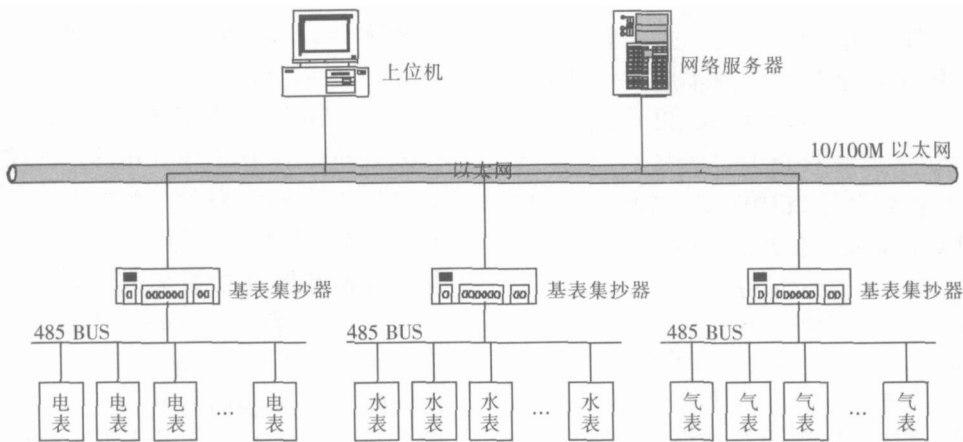 上位机
网络服务器
10/100M 以太网
以太网
基表集抄器
基表集抄器
基表集抄器
485 BUS
485 BUS
485 BUS
电表
电表
电表
...
电表
水表
水表
水表
...
水表
气表
气表
气表
...
气表